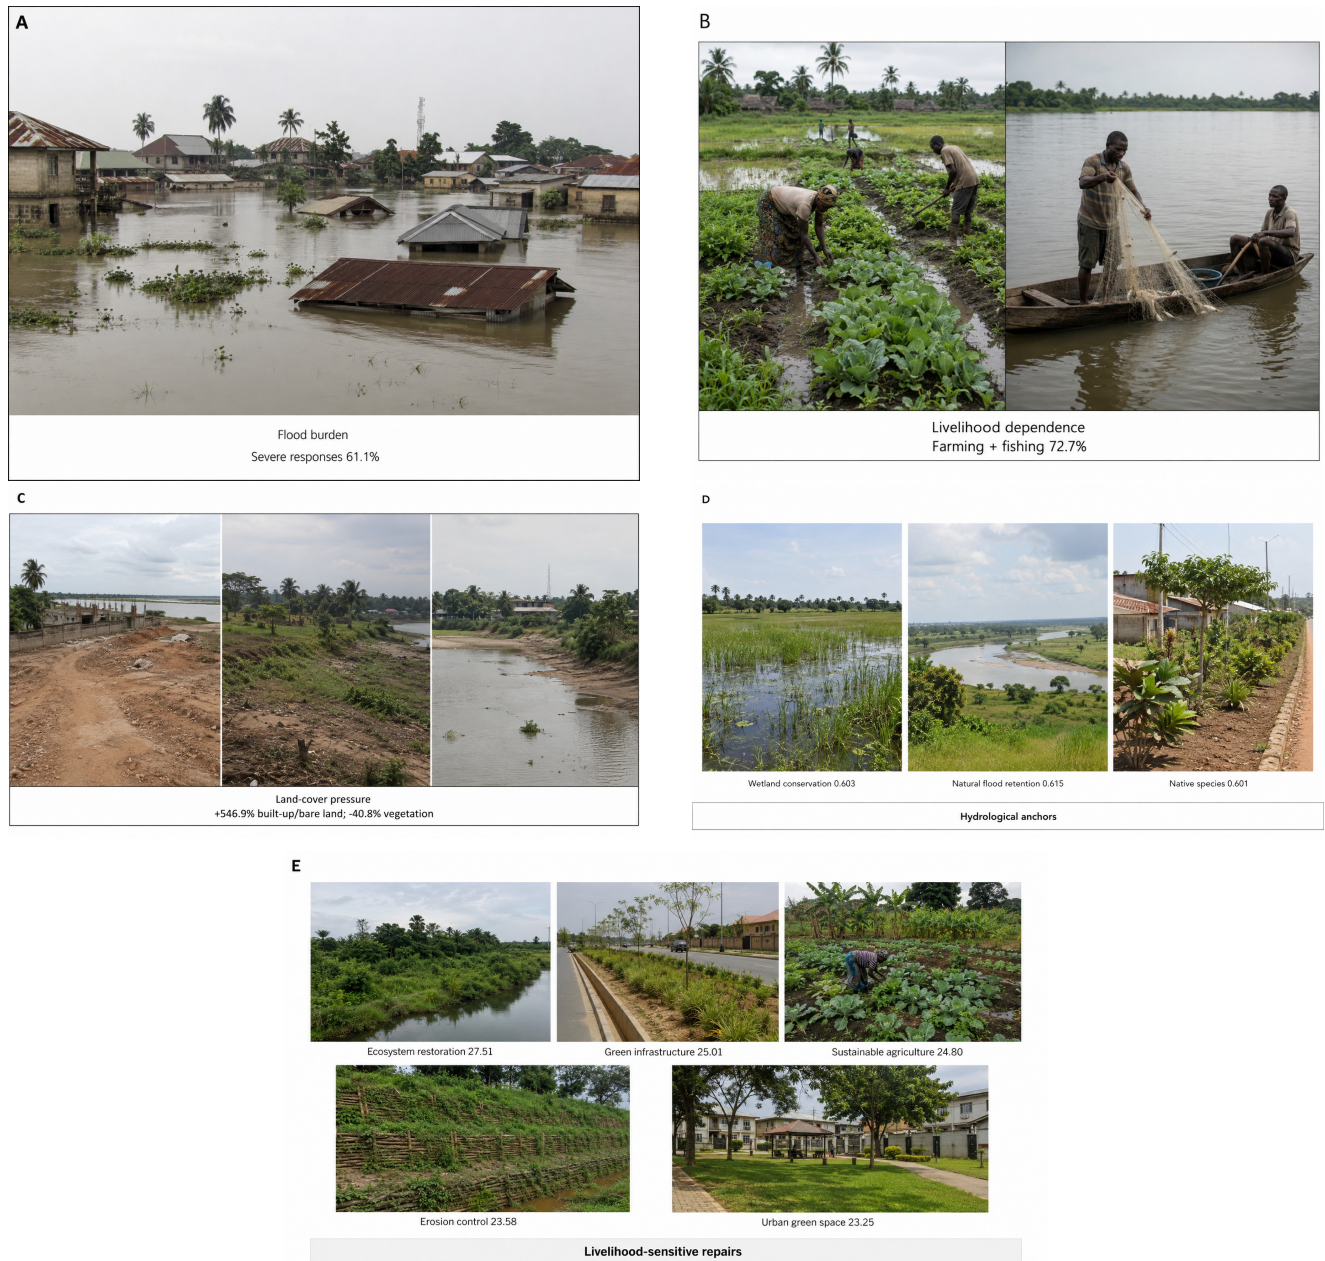 A
Flood burden
Severe responses 61.1%
B
Livelihood dependence
Farming + fishing 72.7%
C
Land-cover pressure
+546.9% built-up/bare land; -40.8% vegetation
D
Wetland conservation 0.603
Natural flood retention 0.615
Native species 0.601
Hydrological anchors
E
Ecosystem restoration 27.51
Green infrastructure 25.01
Sustainable agriculture 24.80
Erosion control 23.58
Urban green space 23.25
Livelihood-sensitive repairs